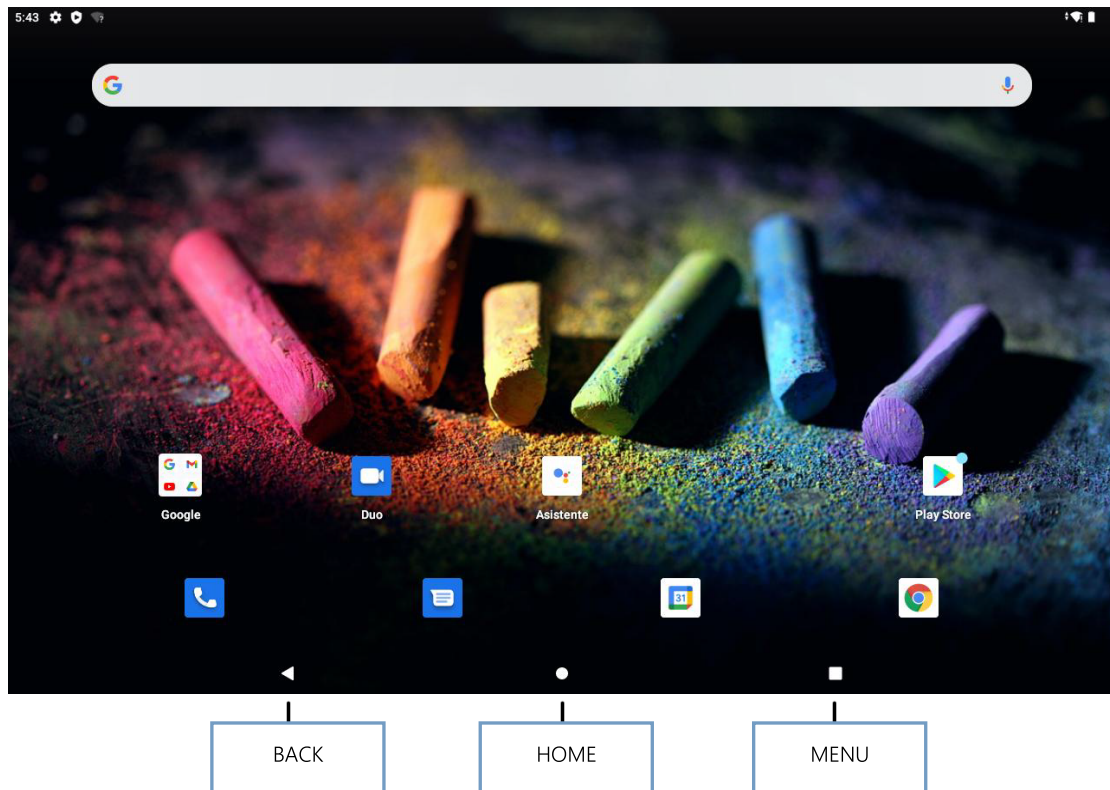 5:43
Google
Duo
Asistente
Play Store
31
BACK
HOME
MENU